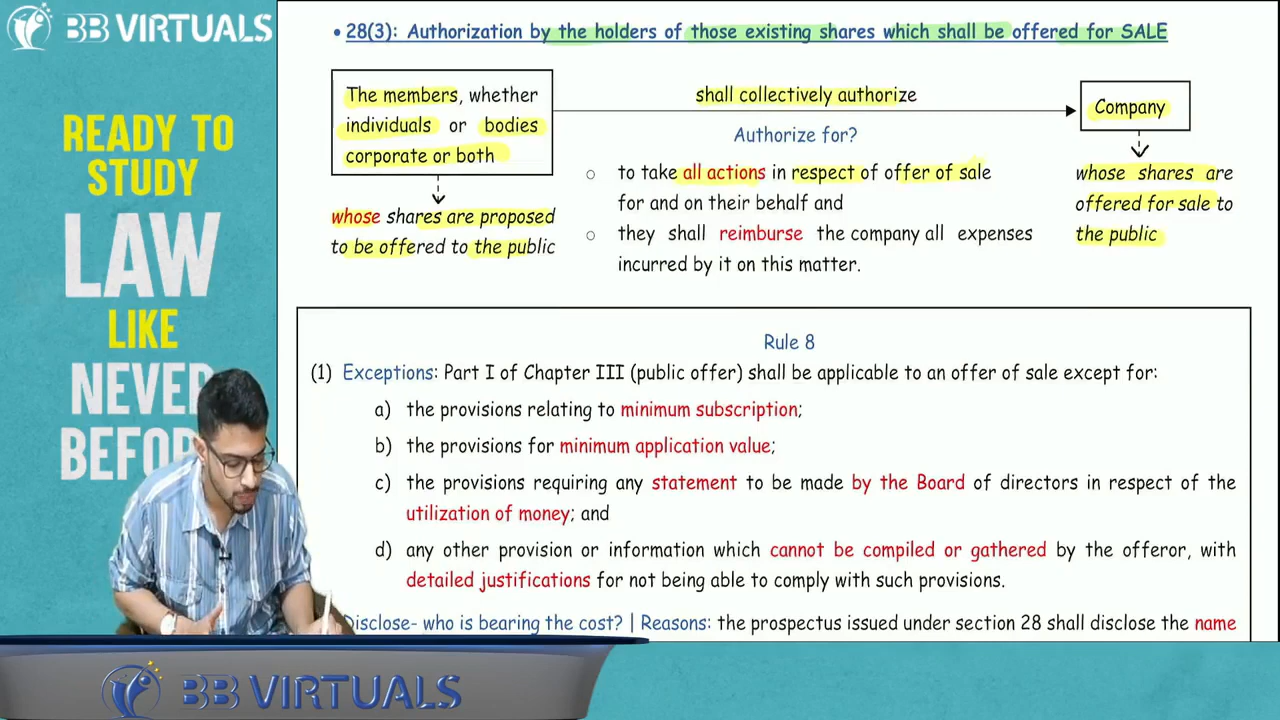 BB VIRTUALS
READY TO
STUDY
LAW
LIKE
NEVER
• 28(3): Authorization by the holders of those existing shares which shall be offered for SALE
The members, whether
individuals or bodies
corporate or both
whose shares are proposed
to be offered to the public
shall collectively authorize
Authorize for?
o to take all actions in respect of offer of sale
for and on their behalf and
o they shall reimburse the company all expenses
incurred by it on this matter.
Company
whose shares are
offered for sale to
the public
Rule 8
(1) Exceptions: Part I of Chapter III (public offer) shall be applicable to an offer of sale except for:
a) the provisions relating to minimum subscription;
b) the provisions for minimum application value;
c) the provisions requiring any statement to be made by the Board of directors in respect of the
utilization of money; and
d) any other provision or information which cannot be compiled or gathered by the offeror, with
detailed justifications for not being able to comply with such provisions.
Disclose- who is bearing the cost? | Reasons: the prospectus issued under section 28 shall disclose the name
BB VIRTUALS